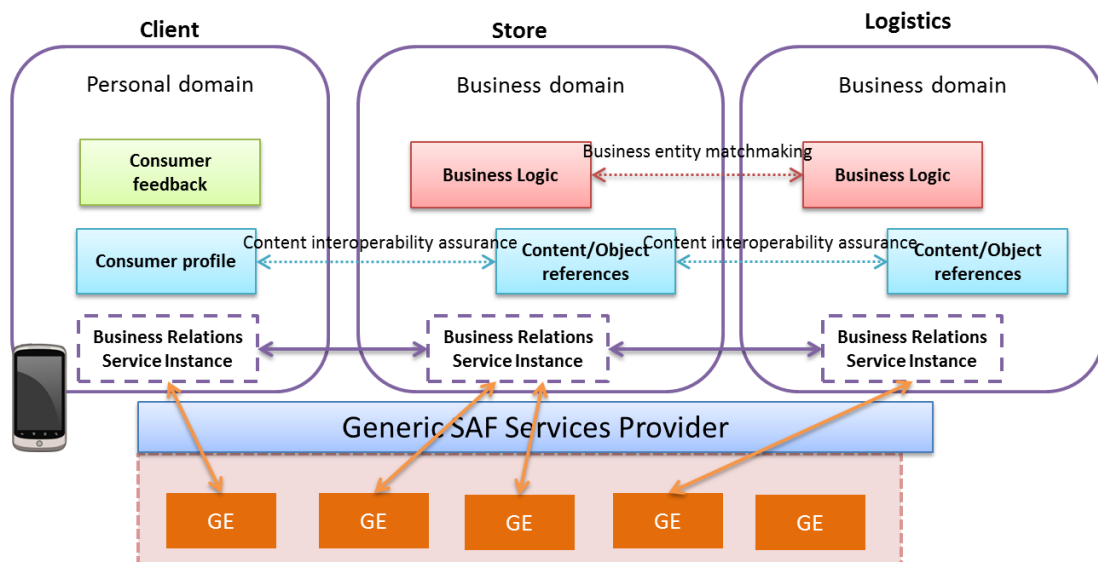 Client
Store
Logistics
Personal domain
Business domain
Business domain
Consumer
feedback
Business Logic
Business entity matchmaking
Business Logic
Consumer profile
Content interoperability assurance
Content/Object
references
Content interoperability assurance
Content/Object
references
Business Relations
Service Instance
Business Relations
Service Instance
Business Relations
Service Instance
Generic SAF Services Provider
GE
GE
GE
GE
GE